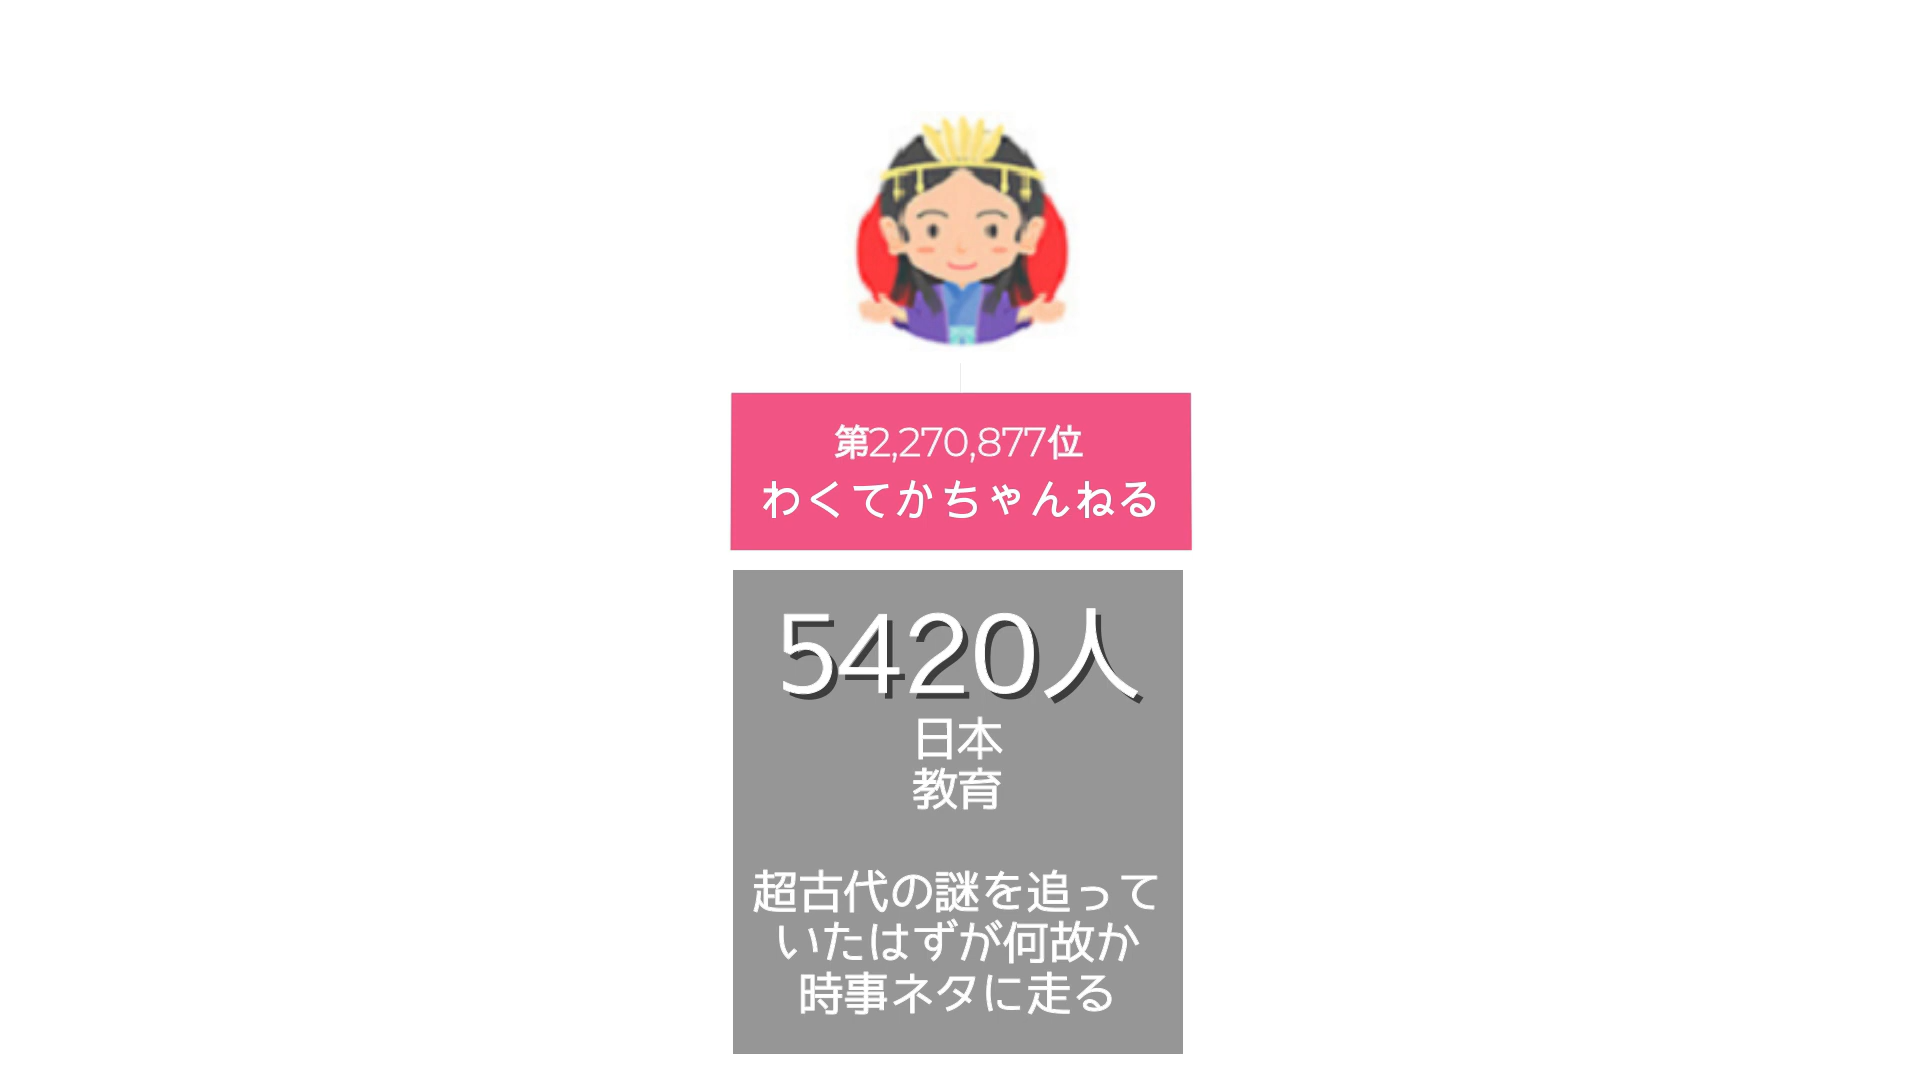 第2,270,877位
わくてかちゃんねる
5420人
日本
教育
超古代の謎を追って
いたはずが何故か
時事ネタに走る